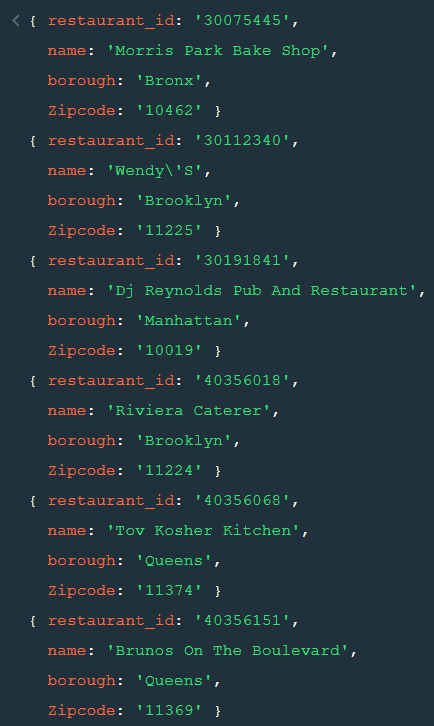 { restaurant_id: '30075445',
name: 'Morris Park Bake Shop',
borough: 'Bronx',
Zipcode: '10462' }
{ restaurant_id: '30112340',
name: 'Wendy\'S',
borough: 'Brooklyn',
Zipcode: '11225' }
{ restaurant_id: '30191841',
name: 'Dj Reynolds Pub And Restaurant',
borough: 'Manhattan',
Zipcode: '10019' }
{ restaurant_id: '40356018',
name: 'Riviera Caterer',
borough: 'Brooklyn',
Zipcode: '11224' }
{ restaurant_id: '40356068',
name: 'Tov Kosher Kitchen',
borough: 'Queens',
Zipcode: '11374' }
{ restaurant_id: '40356151',
name: 'Brunos On The Boulevard',
borough: 'Queens',
Zipcode: '11369' }